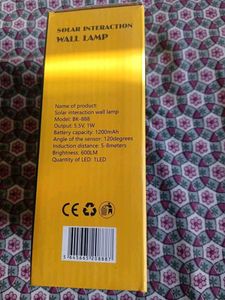 SOLAR INTERACTION
WALL LAMP
Name of product:
Solar interaction wall lamp
Model: BK-888
Output: 5.5V, 1W
Battery capacity: 1200mAh
Angle of the sensor: 120degrees
Induction distance: 5-8meters
Brightness: 600LM
Quantity of LED: 1LED
CE